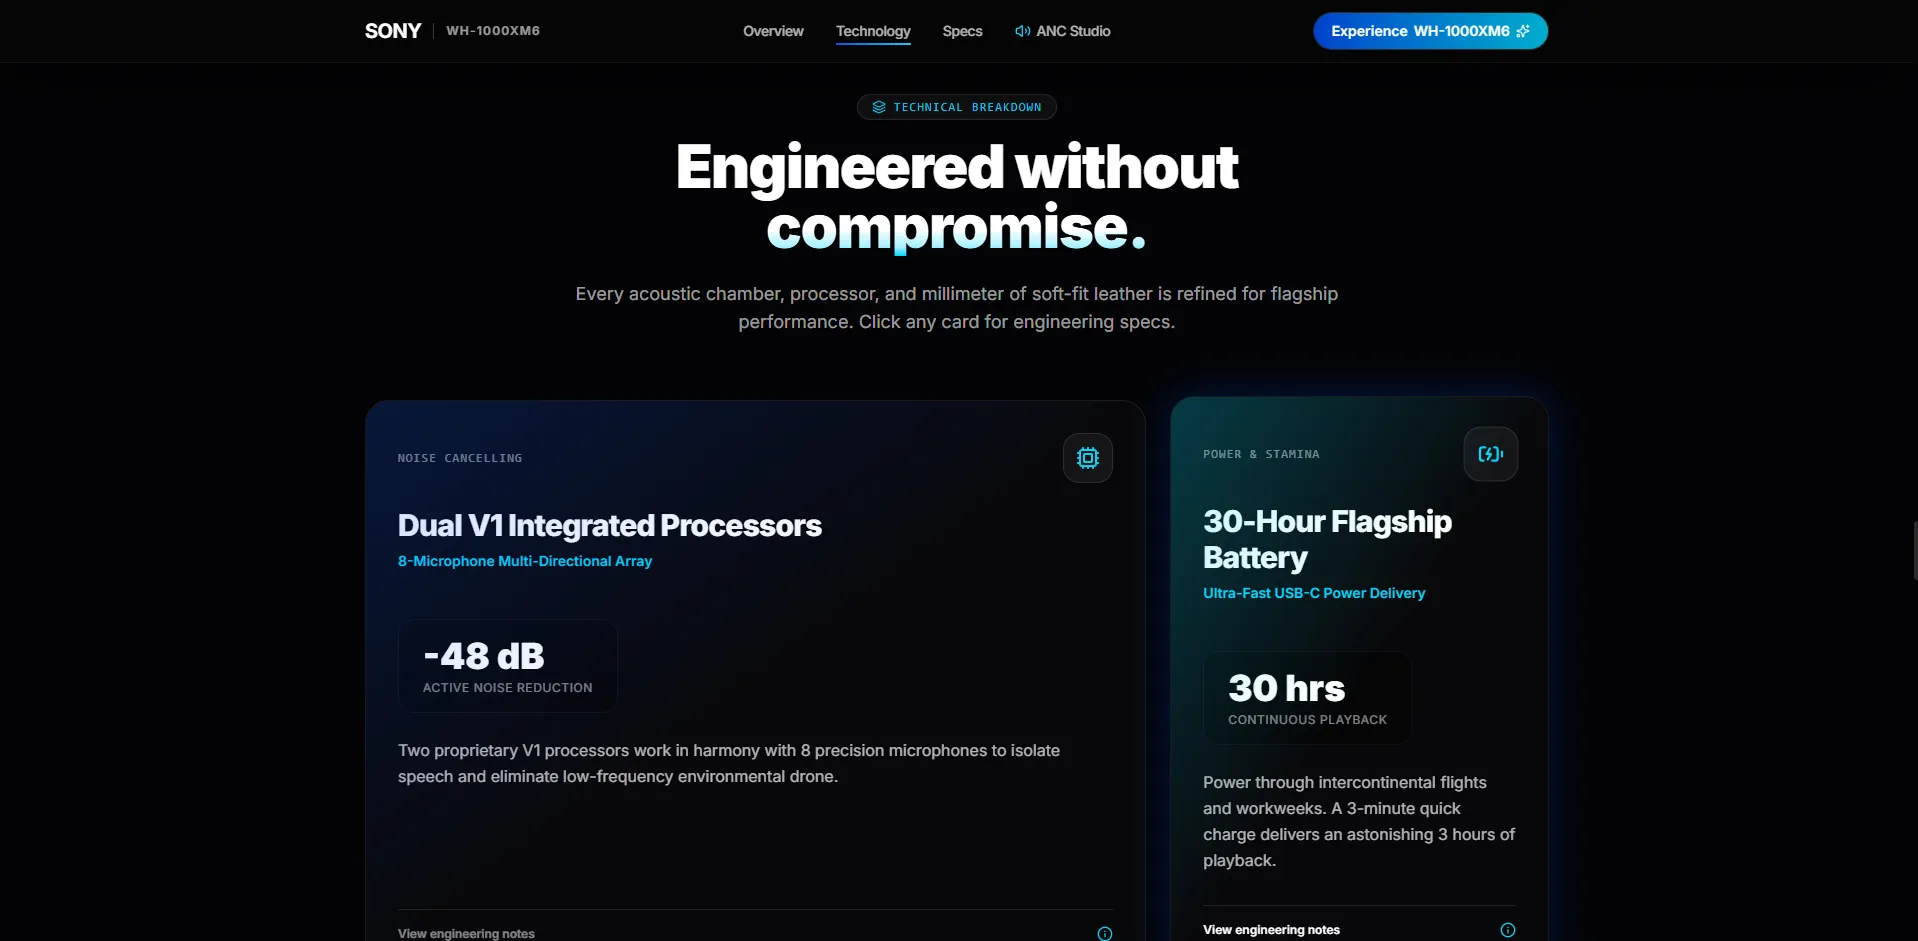 SONY
WH-1000XM6
Overview
Technology
Specs
ANC Studio
Experience WH-1000XM6
TECHNICAL BREAKDOWN
Engineered without
compromise.
Every acoustic chamber, processor, and millimeter of soft-fit leather is refined for flagship
performance. Click any card for engineering specs.
NOISE CANCELLING
Dual V1 Integrated Processors
8-Microphone Multi-Directional Array
-48 dB
ACTIVE NOISE REDUCTION
Two proprietary V1 processors work in harmony with 8 precision microphones to isolate
speech and eliminate low-frequency environmental drone.
View engineering notes
POWER & STAMINA
30-Hour Flagship
Battery
Ultra-Fast USB-C Power Delivery
30 hrs
CONTINUOUS PLAYBACK
Power through intercontinental flights
and workweeks. A 3-minute quick
charge delivers an astonishing 3 hours of
playback.
View engineering notes